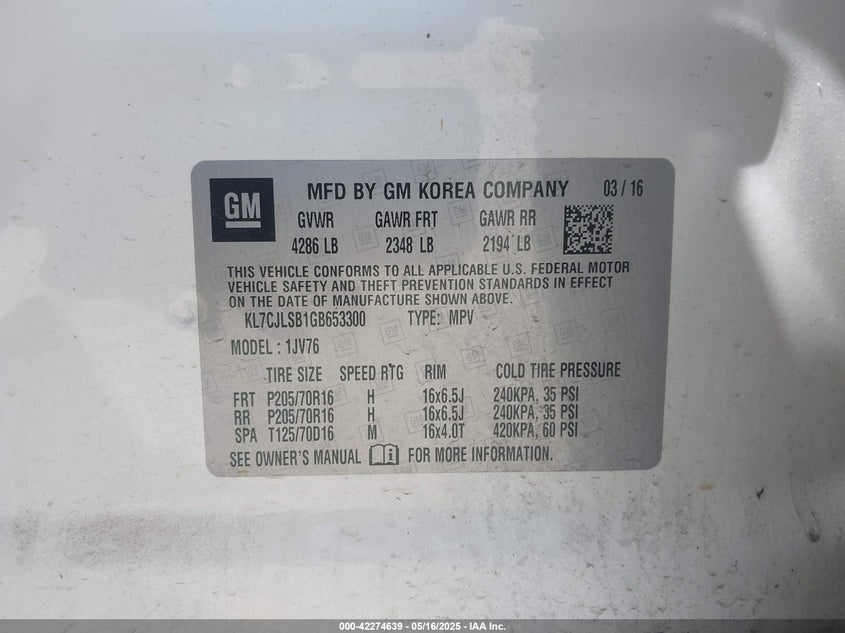 GM MFD BY GM KOREA COMPANY 03 / 16
GVWR GAWR FRT GAWR RR
4286 LB 2348 LB 2194 LB
THIS VEHICLE CONFORMS TO ALL APPLICABLE U.S. FEDERAL MOTOR
VEHICLE SAFETY AND THEFT PREVENTION STANDARDS IN EFFECT
ON THE DATE OF MANUFACTURE SHOWN ABOVE.
KL7CJLSB1GB653300 TYPE: MPV
MODEL : 1JV76
TIRE SIZE SPEED RTG RIM COLD TIRE PRESSURE
FRT P205/70R16 H 16x6.5J 240KPA, 35 PSI
RR P205/70R16 H 16x6.5J 240KPA, 35 PSI
SPA T125/70D16 M 16x4.0T 420KPA, 60 PSI
SEE OWNER'S MANUAL FOR MORE INFORMATION.
000-42274639 - 05/16/2025 - IAA Inc.